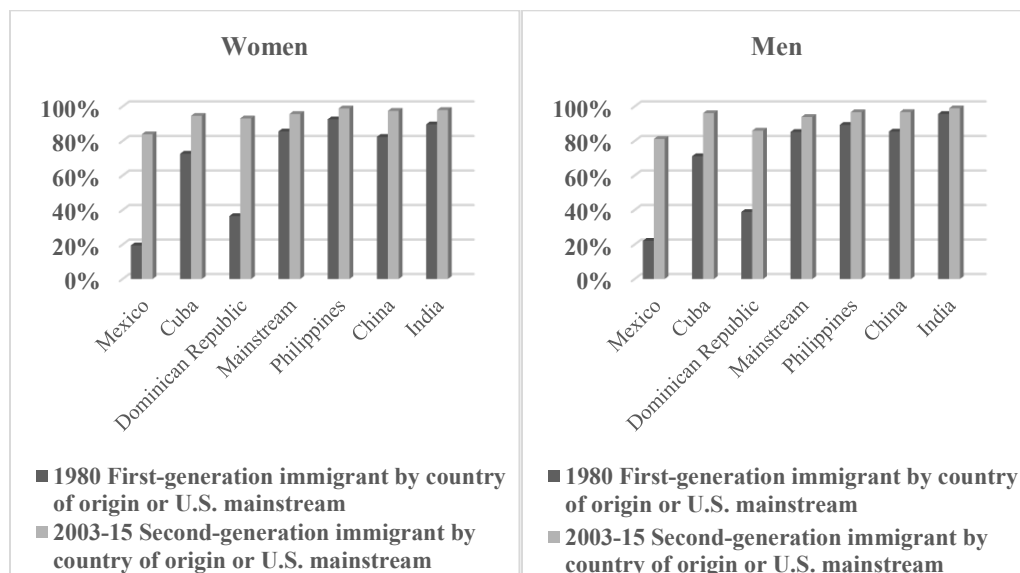 Women
100%
80%
60%
40%
20%
0%
Mexico
Cuba
Dominican Republic
Mainstream
Philippines
China
India
■ 1980 First-generation immigrant by country
of origin or U.S. mainstream
■ 2003-15 Second-generation immigrant by
country of origin or U.S. mainstream
Men
100%
80%
60%
40%
20%
0%
Mexico
Cuba
Dominican Republic
Mainstream
Philippines
China
India
■ 1980 First-generation immigrant by country
of origin or U.S. mainstream
■ 2003-15 Second-generation immigrant by
country of origin or U.S. mainstream